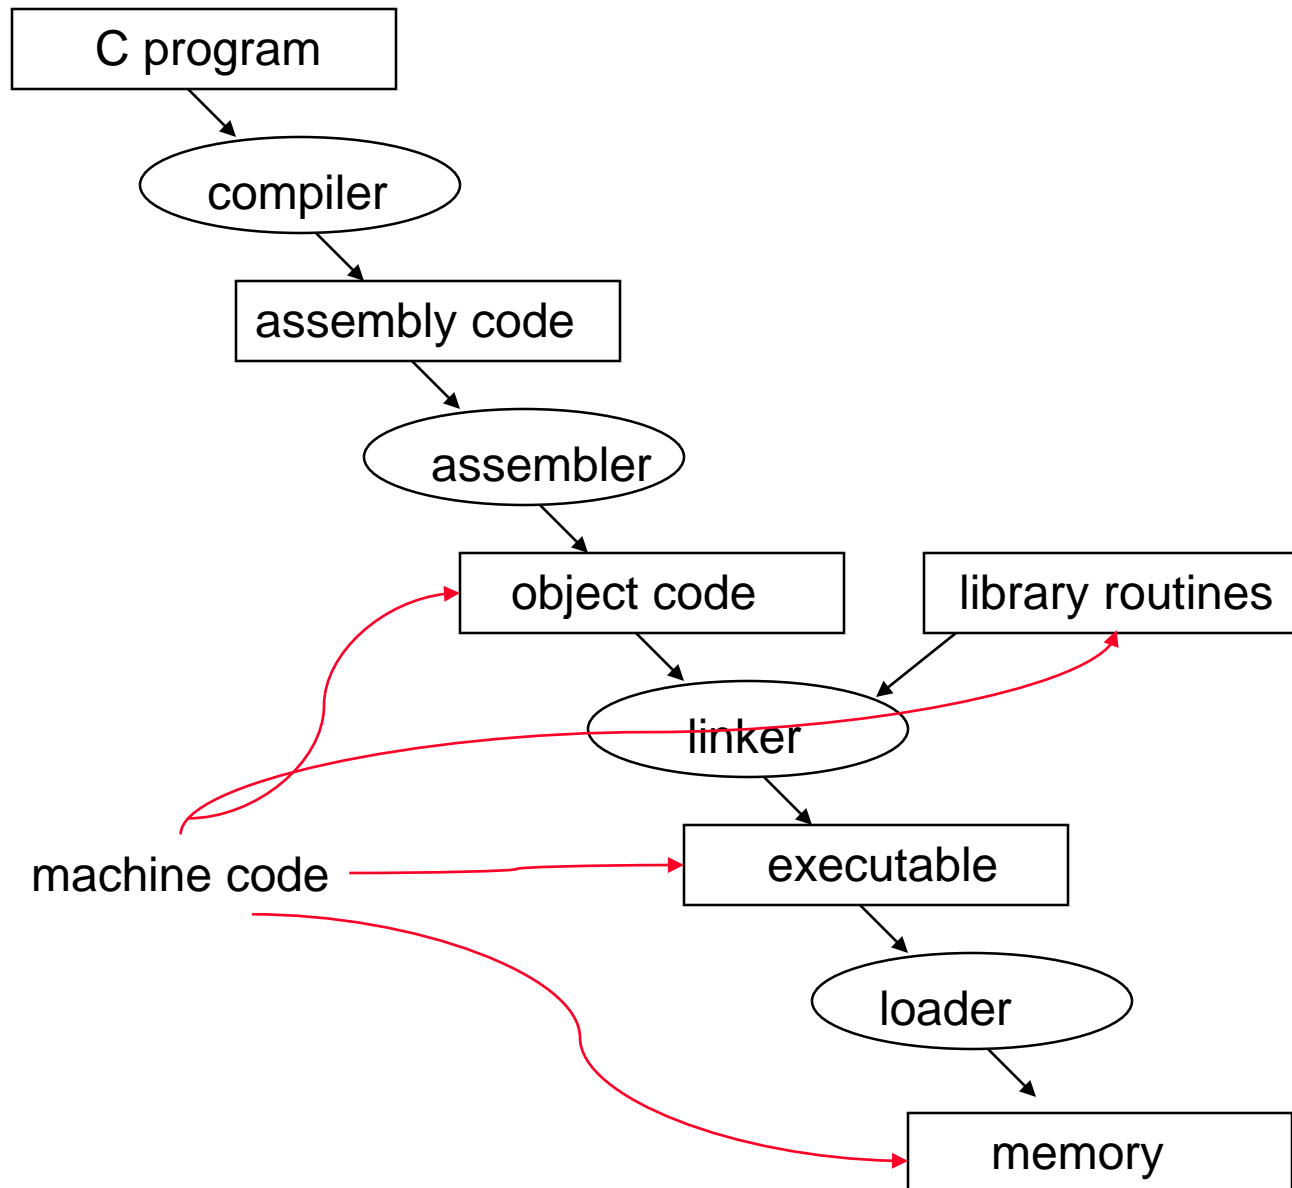 C program
compiler
assembly code
assembler
object code
library routines
linker
machine code
executable
loader
memory